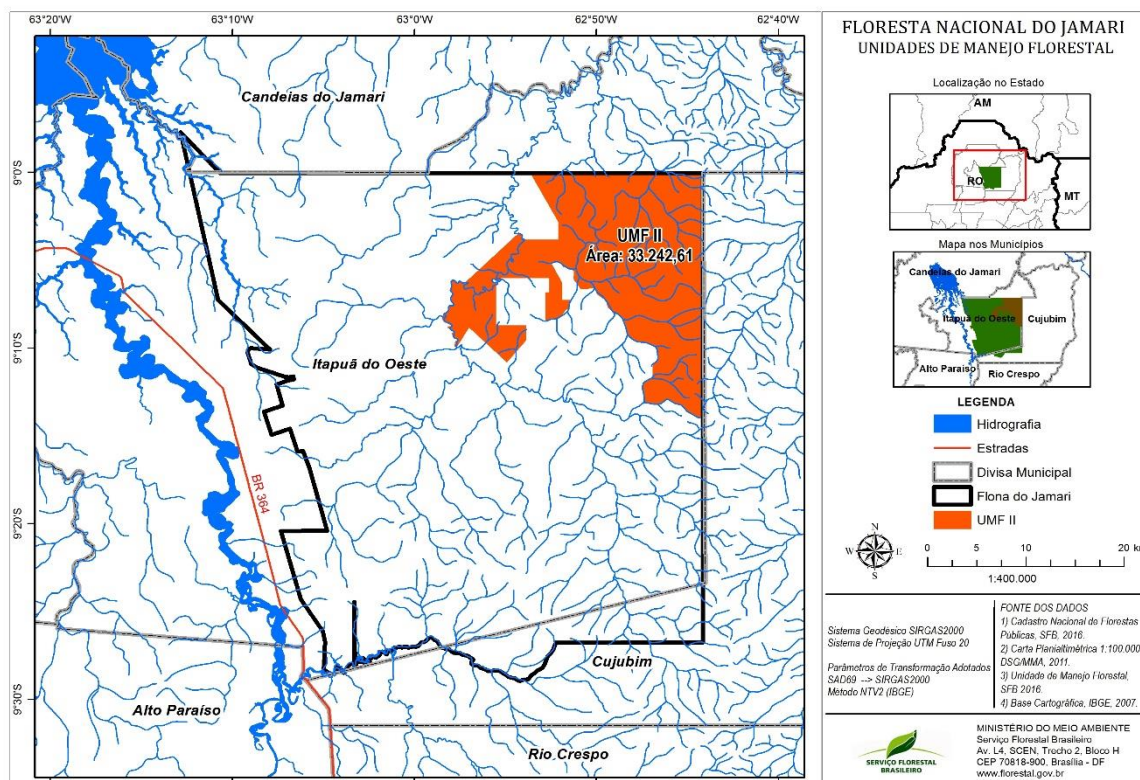 63°20'W
63°10'W
63°0'W
62°50'W
62°40'W
9°0'S
9°10'S
9°20'S
9°30'S
Candeias do Jamari
UMF II
Área: 33.242,61
Itapuã do Oeste
BR 364
Cujubim
Alto Paraíso
Rio Crespo
FLORESTA NACIONAL DO JAMARI
UNIDADES DE MANEJO FLORESTAL
Localização no Estado
AM
RO
MT
Mapa nos Municípios
Candeias do Jamari
Itapuã do Oeste
Cujubim
Alto Paraíso
Rio Crespo
LEGENDA
Hidrografia
Estradas
Divisa Municipal
Flona do Jamari
UMF II
N
W E
S
0 5 10 20 km
1:400.000
Sistema Geodésico SIRGAS2000
Sistema de Projeção UTM Fuso 20
Parâmetros de Transformação Adotados
SAD69 --> SIRGAS2000
Método NTV2 (IBGE)
FONTE DOS DADOS
1) Cadastro Nacional de Florestas
Públicas, SFB, 2016.
2) Carta Planialtimétrica 1:100.000
DSG/MMA, 2011.
3) Unidade de Manejo Florestal,
SFB 2016.
4) Base Cartográfica, IBGE, 2007.
SERVIÇO FLORESTAL
BRASILEIRO
MINISTÉRIO DO MEIO AMBIENTE
Serviço Florestal Brasileiro
Av. L4, SCEN, Trecho 2, Bloco H
CEP 70818-900, Brasília - DF
www.florestal.gov.br